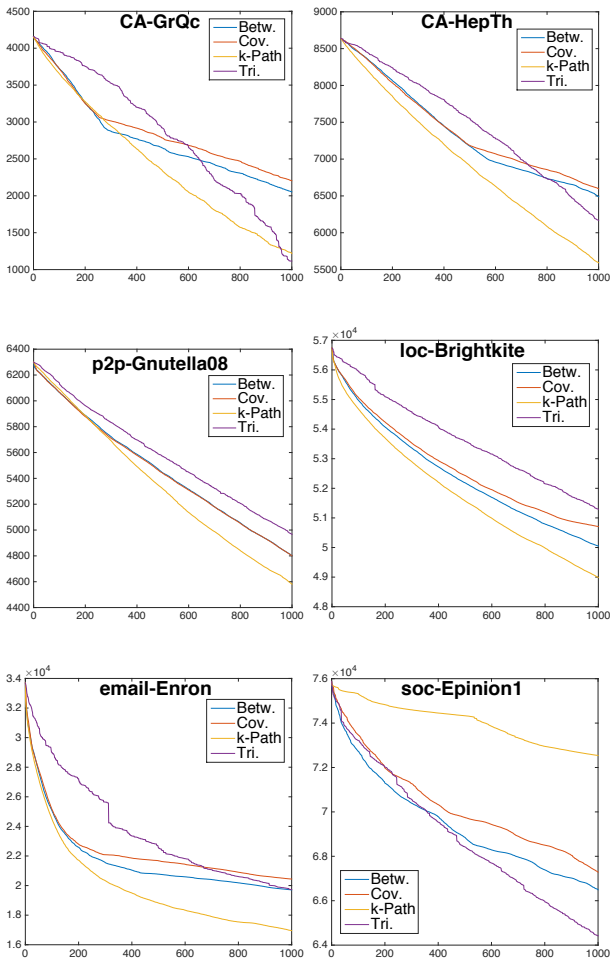 CA-GrQc
4500
4000
3500
3000
2500
2000
1500
1000
0 200 400 600 800 1000
Betw.
Cov.
k-Path
Tri.
CA-HepTh
9000
8500
8000
7500
7000
6500
6000
5500
0 200 400 600 800 1000
Betw.
Cov.
k-Path
Tri.
p2p-Gnutella08
6400
6200
6000
5800
5600
5400
5200
5000
4800
4600
4400
0 200 400 600 800 1000
Betw.
Cov.
k-Path
Tri.
×10⁴
loc-Brightkite
5.7
5.6
5.5
5.4
5.3
5.2
5.1
5
4.9
4.8
0 200 400 600 800 1000
Betw.
Cov.
k-Path
Tri.
×10⁴
email-Enron
3.4
3.2
3
2.8
2.6
2.4
2.2
2
1.8
1.6
0 200 400 600 800 1000
Betw.
Cov.
k-Path
Tri.
×10⁴
soc-Epinion1
7.6
7.4
7.2
7
6.8
6.6
6.4
0 200 400 600 800 1000
Betw.
Cov.
k-Path
Tri.